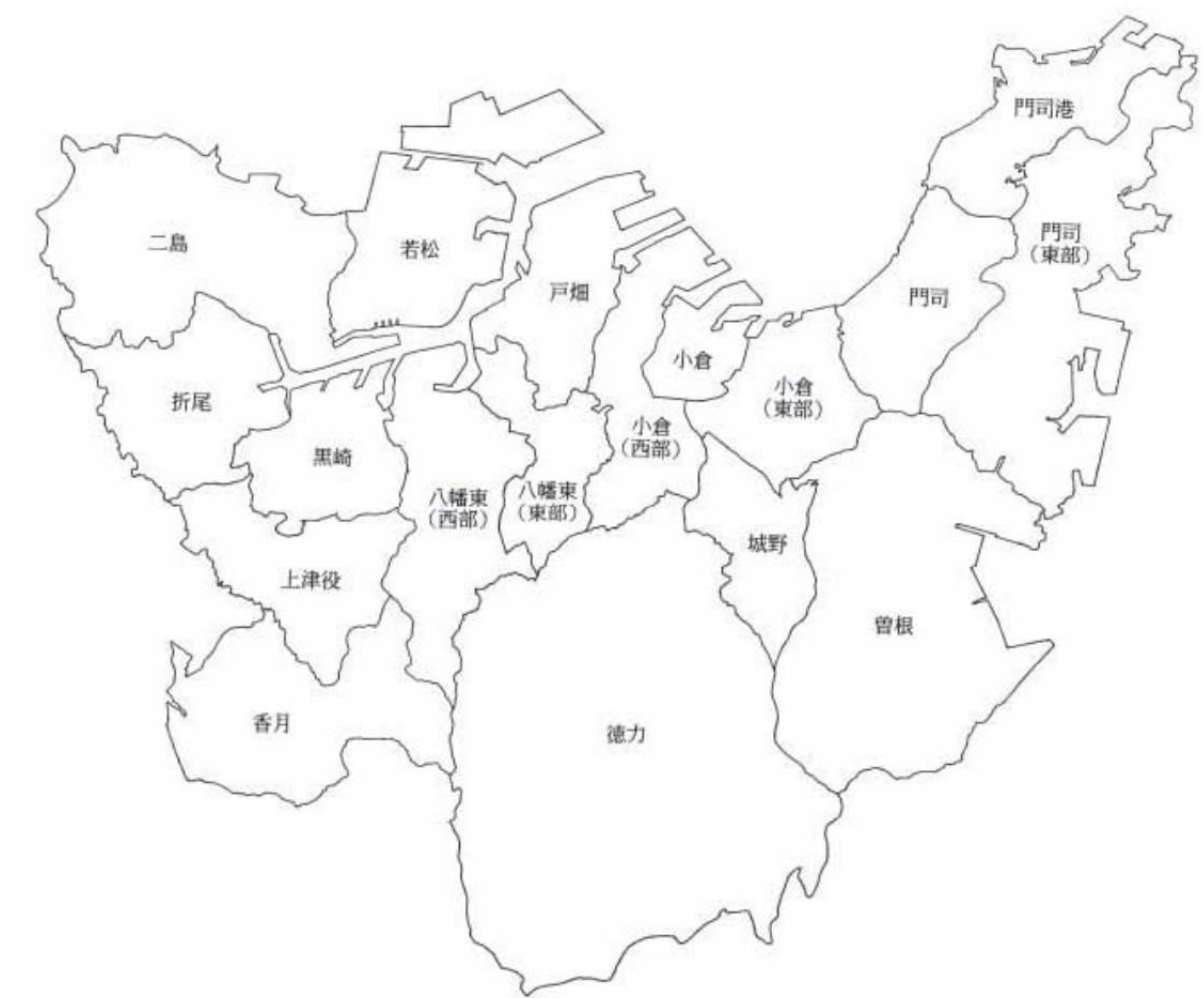 門司港
二島
若松
門司
(東部)
戸畑
門司
小倉
小倉
(東部)
折尾
小倉
(西部)
黒崎
八幡東
(西部)
八幡東
(東部)
城野
上津役
曽根
香月
徳力